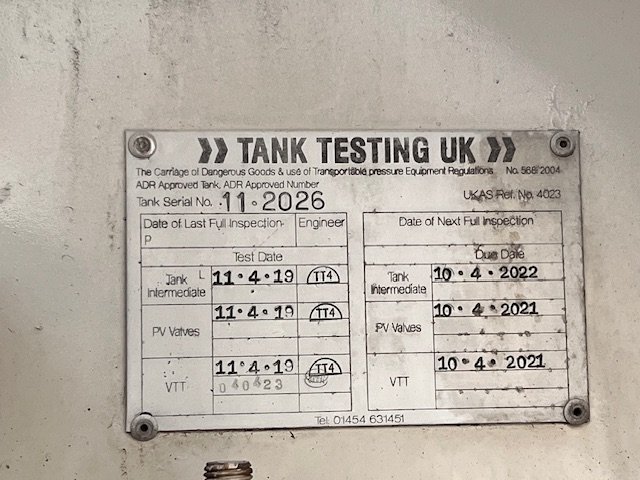 TANK TESTING UK
The Carriage of Dangerous Goods & use of Transportable pressure Equipment Regulations No. 568/2004
ADR Approved Tank. ADR Approved Number
Tank Serial No. 11•2026 UKAS Ref. No. 4023
Date of Last Full Inspection Engineer
P
Test Date
Tank Intermediate L 11•4•19 TT4
PV Valves 11•4•19 TT4
VTT 11•4•19 TT4
040423
Date of Next Full Inspection
Due Date
Tank Intermediate 10•4•2022
PV Valves 10•4•2021
VTT 10•4•2021
Tel: 01454 631451